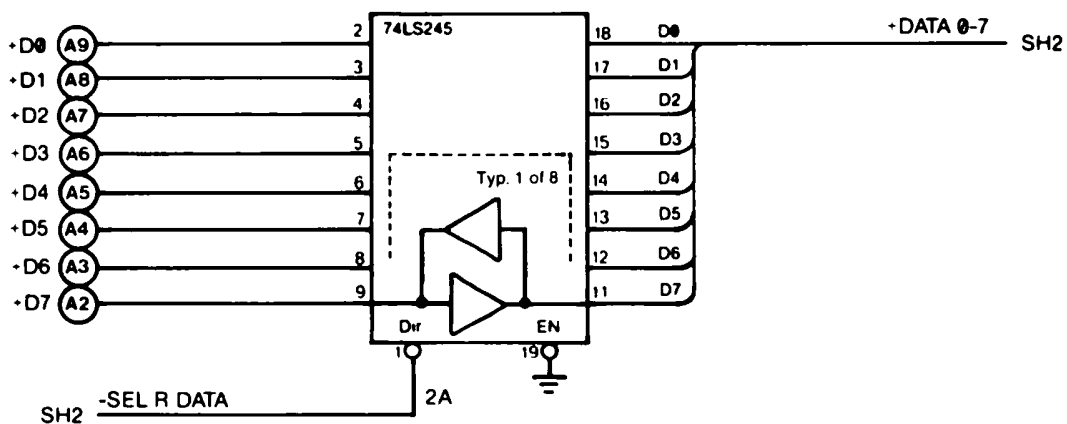 74LS245
+DATA 0-7
SH2
+D0 A9 2 18 D0
+D1 A8 3 17 D1
+D2 A7 4 16 D2
+D3 A6 5 15 D3
+D4 A5 6 14 D4
+D5 A4 7 13 D5
+D6 A3 8 12 D6
+D7 A2 9 11 D7
Typ. 1 of 8
Dir EN
1 19
SH2 -SEL R DATA 2A